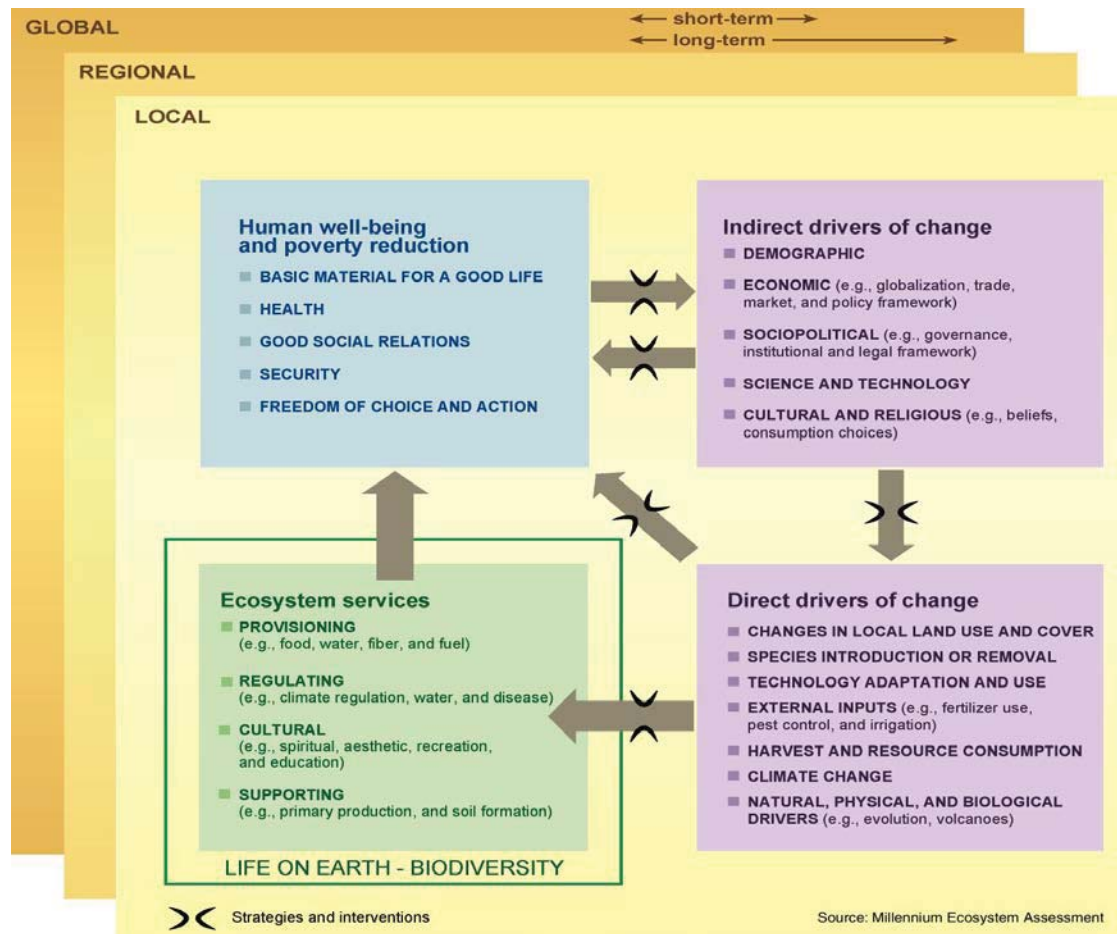 GLOBAL
short-term
long-term
REGIONAL
LOCAL
Human well-being
and poverty reduction
BASIC MATERIAL FOR A GOOD LIFE
HEALTH
GOOD SOCIAL RELATIONS
SECURITY
FREEDOM OF CHOICE AND ACTION
Indirect drivers of change
DEMOGRAPHIC
ECONOMIC (e.g., globalization, trade,
market, and policy framework)
SOCIOPOLITICAL (e.g., governance,
institutional and legal framework)
SCIENCE AND TECHNOLOGY
CULTURAL AND RELIGIOUS (e.g., beliefs,
consumption choices)
Ecosystem services
PROVISIONING
(e.g., food, water, fiber, and fuel)
REGULATING
(e.g., climate regulation, water, and disease)
CULTURAL
(e.g., spiritual, aesthetic, recreation,
and education)
SUPPORTING
(e.g., primary production, and soil formation)
LIFE ON EARTH - BIODIVERSITY
Direct drivers of change
CHANGES IN LOCAL LAND USE AND COVER
SPECIES INTRODUCTION OR REMOVAL
TECHNOLOGY ADAPTATION AND USE
EXTERNAL INPUTS (e.g., fertilizer use,
pest control, and irrigation)
HARVEST AND RESOURCE CONSUMPTION
CLIMATE CHANGE
NATURAL, PHYSICAL, AND BIOLOGICAL
DRIVERS (e.g., evolution, volcanoes)
Strategies and interventions
Source: Millennium Ecosystem Assessment